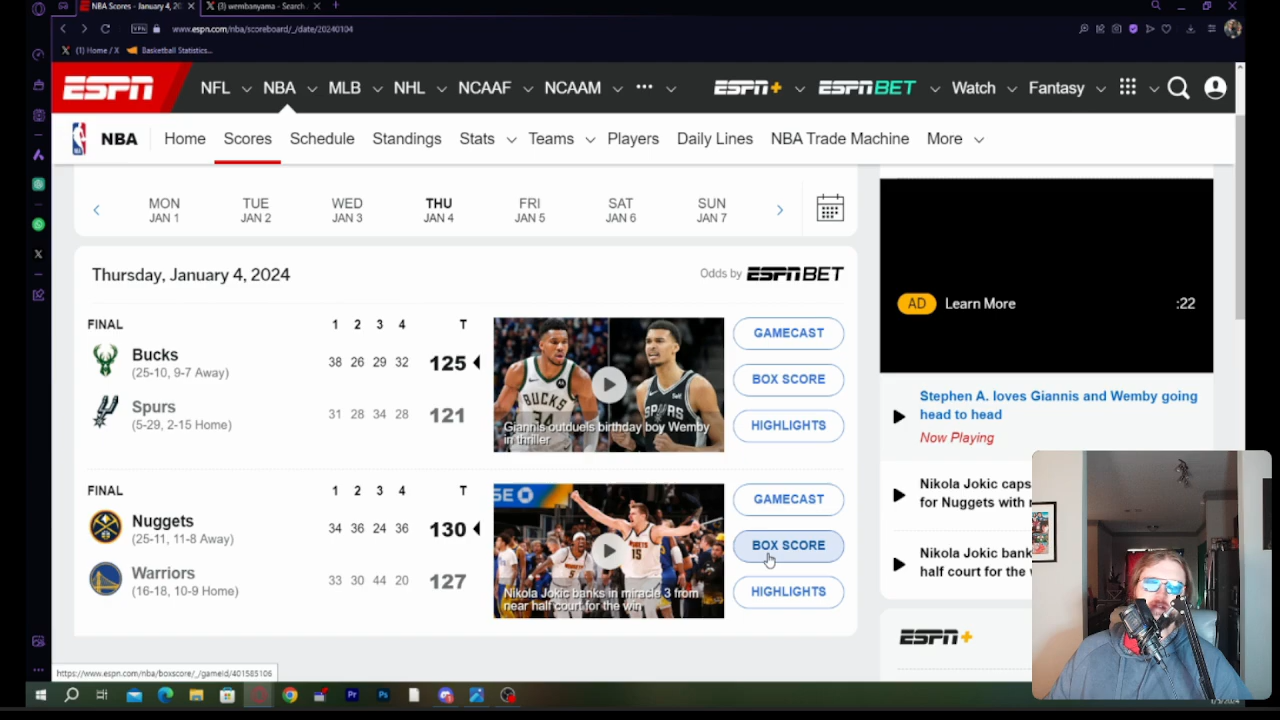 NBA Scores - January 4, 20
(3) wembanyama - Search
VPN
www.espn.com/nba/scoreboard/_/date/20240104
(1) Home / X
Basketball Statistics...
ESPN
NFL
NBA
MLB
NHL
NCAAF
NCAAM
•••
ESPN+
ESPN BET
Watch
Fantasy
NBA
Home
Scores
Schedule
Standings
Stats
Teams
Players
Daily Lines
NBA Trade Machine
More
MON
JAN 1
TUE
JAN 2
WED
JAN 3
THU
JAN 4
FRI
JAN 5
SAT
JAN 6
SUN
JAN 7
Thursday, January 4, 2024
Odds by ESPN BET
FINAL 1 2 3 4 T
Bucks 38 26 29 32 125
(25-10, 9-7 Away)
Spurs 31 28 34 28 121
(5-29, 2-15 Home)
BUCKS
34
SPURS
Giannis outduels birthday boy Wemby
in thriller
GAMECAST
BOX SCORE
HIGHLIGHTS
FINAL 1 2 3 4 T
Nuggets 34 36 24 36 130
(25-11, 11-8 Away)
Warriors 33 30 44 20 127
(16-18, 10-9 Home)
SE
NUGGETS
15
Nikola Jokic banks in miracle 3 from
near half court for the win
GAMECAST
BOX SCORE
HIGHLIGHTS
AD Learn More :22
Stephen A. loves Giannis and Wemby going
head to head
Now Playing
Nikola Jokic caps
for Nuggets with
Nikola Jokic bank
half court for the
ESPN+
https://www.espn.com/nba/boxscore/_/gameId/401585106